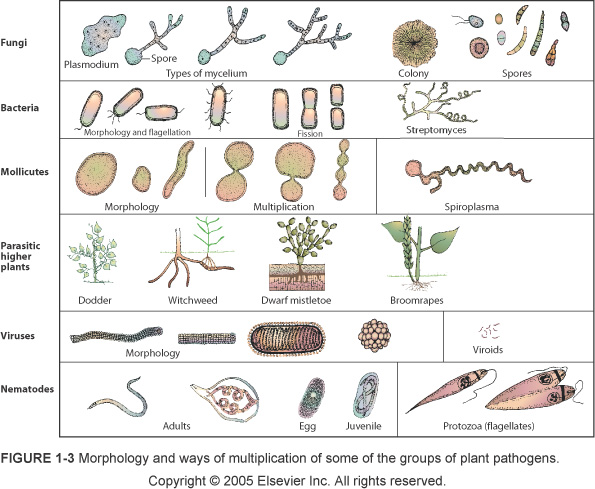 Fungi
Plasmodium
Spore
Types of mycelium
Colony
Spores
Bacteria
Morphology and flagellation
Fission
Streptomyces
Mollicutes
Morphology
Multiplication
Spiroplasma
Parasitic
higher
plants
Dodder
Witchweed
Dwarf mistletoe
Broomrapes
Viruses
Morphology
Viroids
Nematodes
Adults
Egg
Juvenile
Protozoa (flagellates)
FIGURE 1-3 Morphology and ways of multiplication of some of the groups of plant pathogens.
Copyright © 2005 Elsevier Inc. All rights reserved.